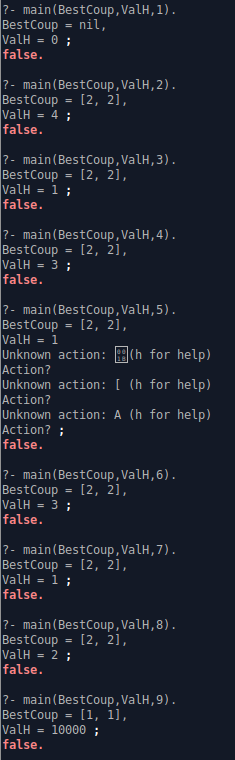 ?- main(BestCoup,ValH,1).
BestCoup = nil,
ValH = 0 ;
false.
?- main(BestCoup,ValH,2).
BestCoup = [2, 2],
ValH = 4 ;
false.
?- main(BestCoup,ValH,3).
BestCoup = [2, 2],
ValH = 1 ;
false.
?- main(BestCoup,ValH,4).
BestCoup = [2, 2],
ValH = 3 ;
false.
?- main(BestCoup,ValH,5).
BestCoup = [2, 2],
ValH = 1
Unknown action: (h for help)
Action?
Unknown action: [ (h for help)
Action?
Unknown action: A (h for help)
Action? ;
false.
?- main(BestCoup,ValH,6).
BestCoup = [2, 2],
ValH = 3 ;
false.
?- main(BestCoup,ValH,7).
BestCoup = [2, 2],
ValH = 1 ;
false.
?- main(BestCoup,ValH,8).
BestCoup = [2, 2],
ValH = 2 ;
false.
?- main(BestCoup,ValH,9).
BestCoup = [1, 1],
ValH = 10000 ;
false.